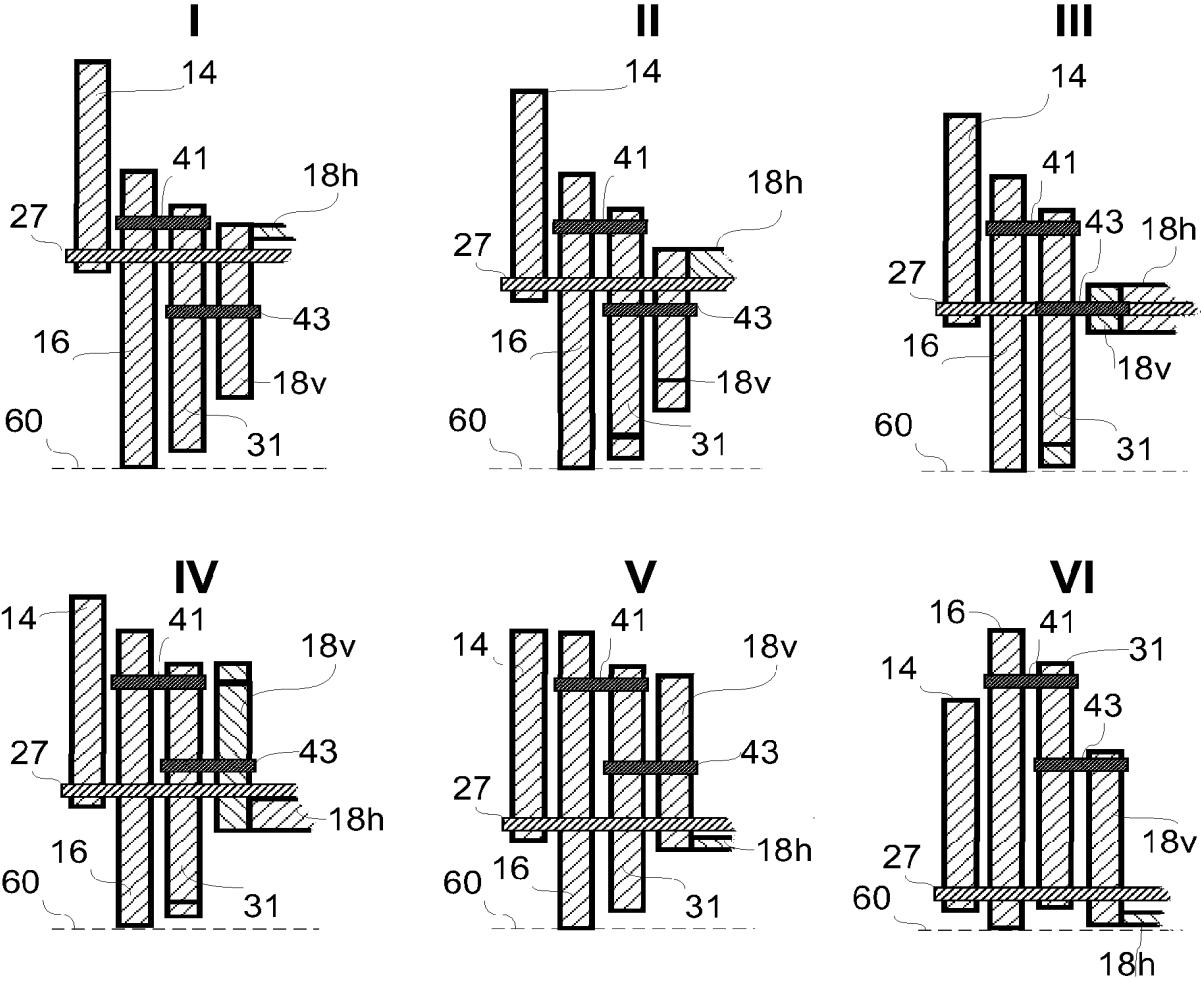 I II III
14 14 14
41 41 41
18h 18h 18h
27 27 27
43 43 43
16 16 16
18v 18v 18v
60 60 60
31 31 31
IV V VI
14 41 14 41 16 41
18v 18v 31
14
27 43 27 43 43
18h 18h 18v
16 16 27
60 31 60 31 60
18h